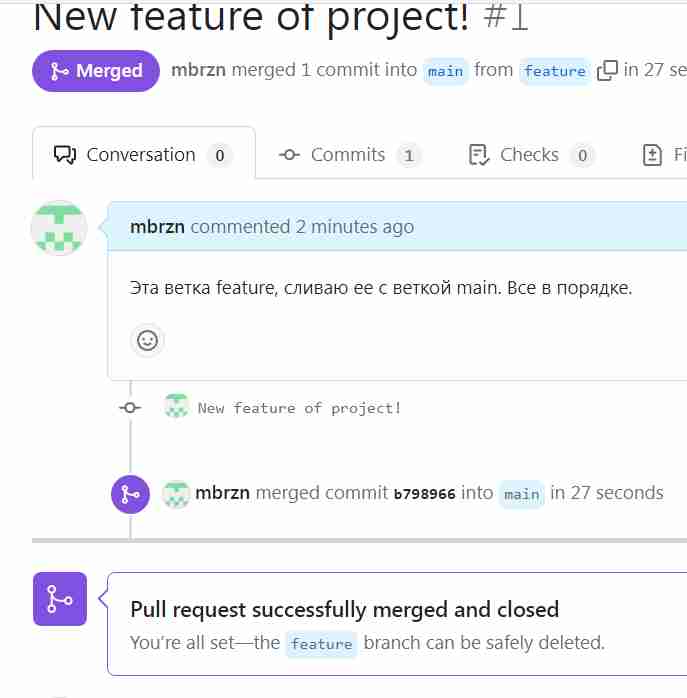 New feature of project! #1
Merged mbrzn merged 1 commit into main from feature in 27 se
Conversation 0 Commits 1 Checks 0 Fi
mbrzn commented 2 minutes ago
Эта ветка feature, сливаю ее с веткой main. Все в порядке.
New feature of project!
mbrzn merged commit b798966 into main in 27 seconds
Pull request successfully merged and closed
You're all set—the feature branch can be safely deleted.